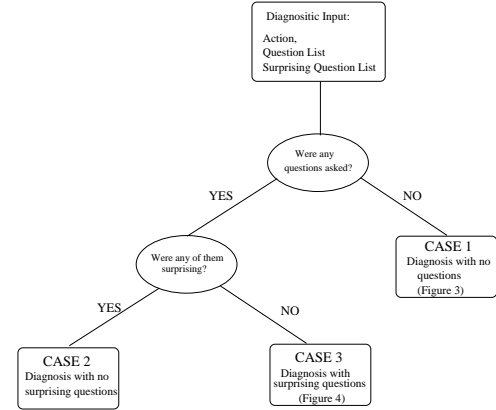 Diagnositic Input:
Action,
Question List
Surprising Question List
Were any
questions asked?
YES
NO
CASE 1
Diagnosis with no
questions
(Figure 3)
Were any of them
surprising?
YES
NO
CASE 2
Diagnosis with no
surprising questions
CASE 3
Diagnosis with
surprising questions
(Figure 4)